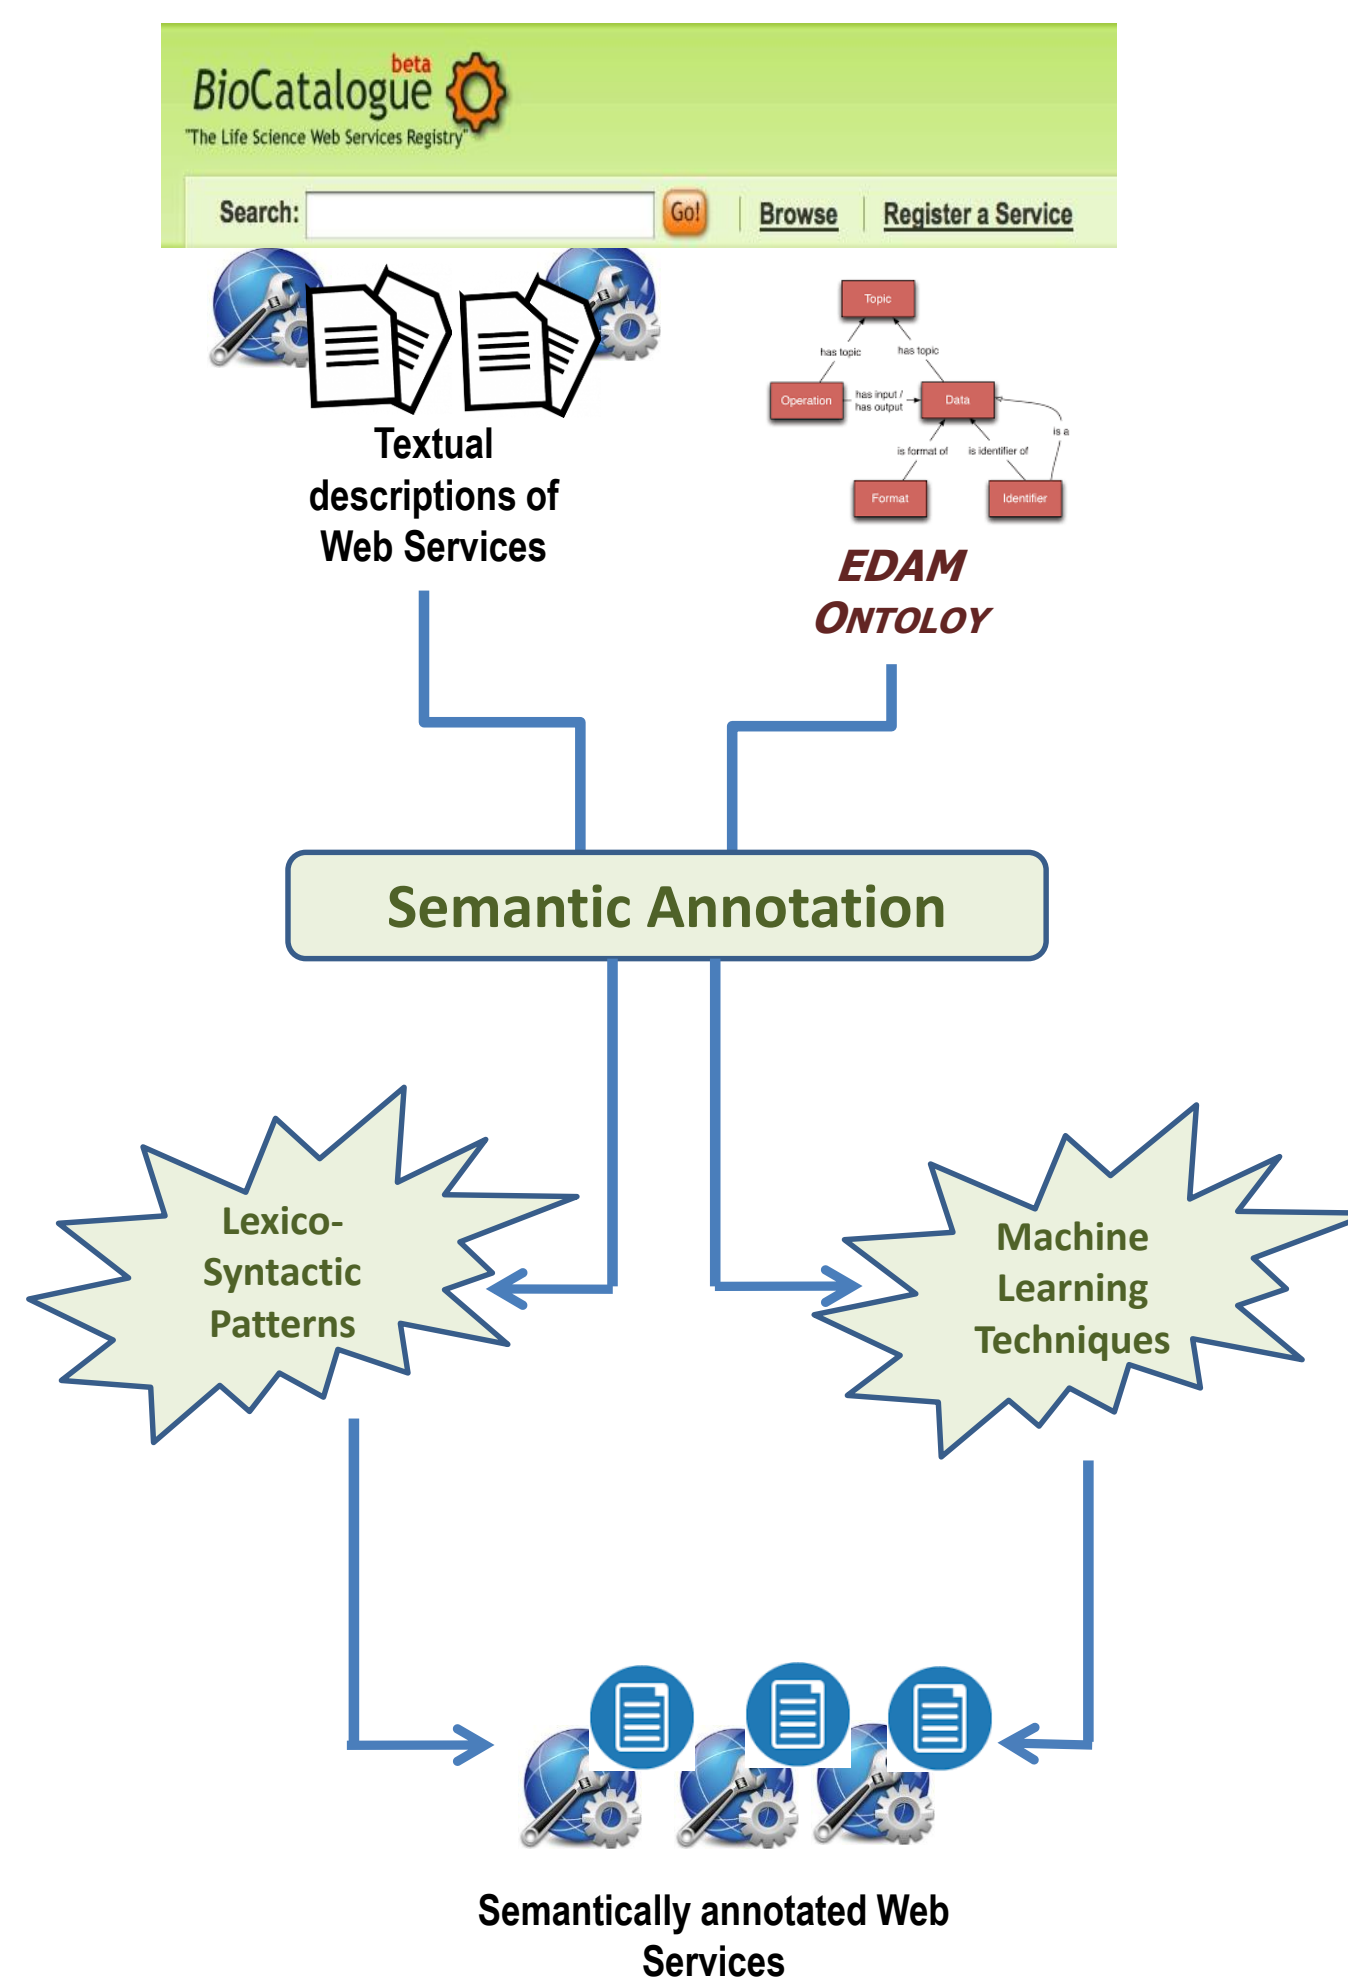 beta
BioCatalogue
"The Life Science Web Services Registry"
Search:
Go!
Browse
Register a Service
Textual
descriptions of
Web Services
Topic
has topic
has topic
Operation
has input /
has output
Data
is a
is format of
is identifier of
Format
Identifier
EDAM
ONTOLOY
Semantic Annotation
Lexico-
Syntactic
Patterns
Machine
Learning
Techniques
Semantically annotated Web
Services